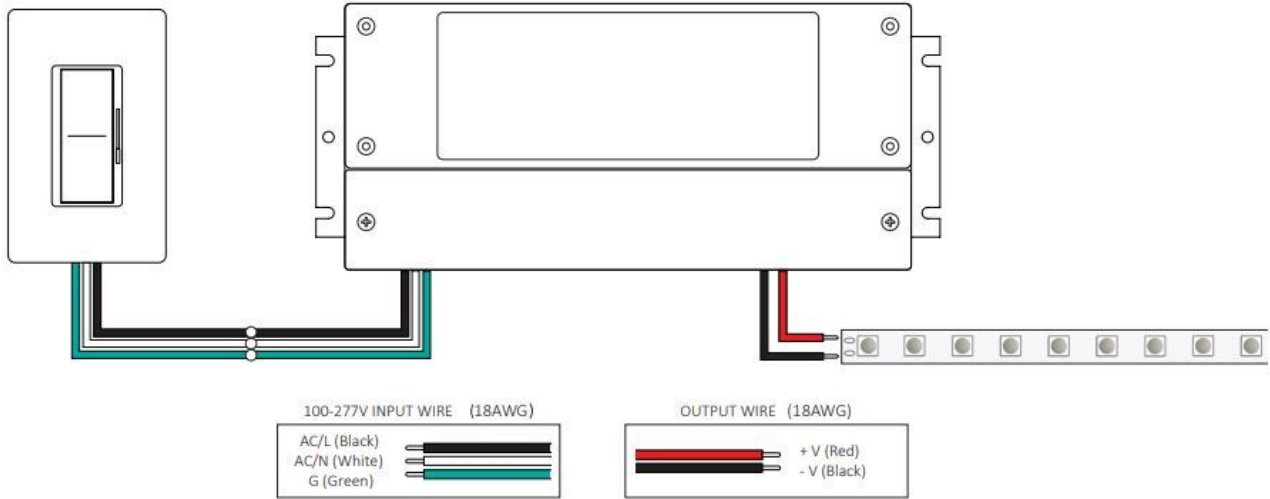 100-277V INPUT WIRE (18AWG)
AC/L (Black)
AC/N (White)
G (Green)
OUTPUT WIRE (18AWG)
+ V (Red)
- V (Black)